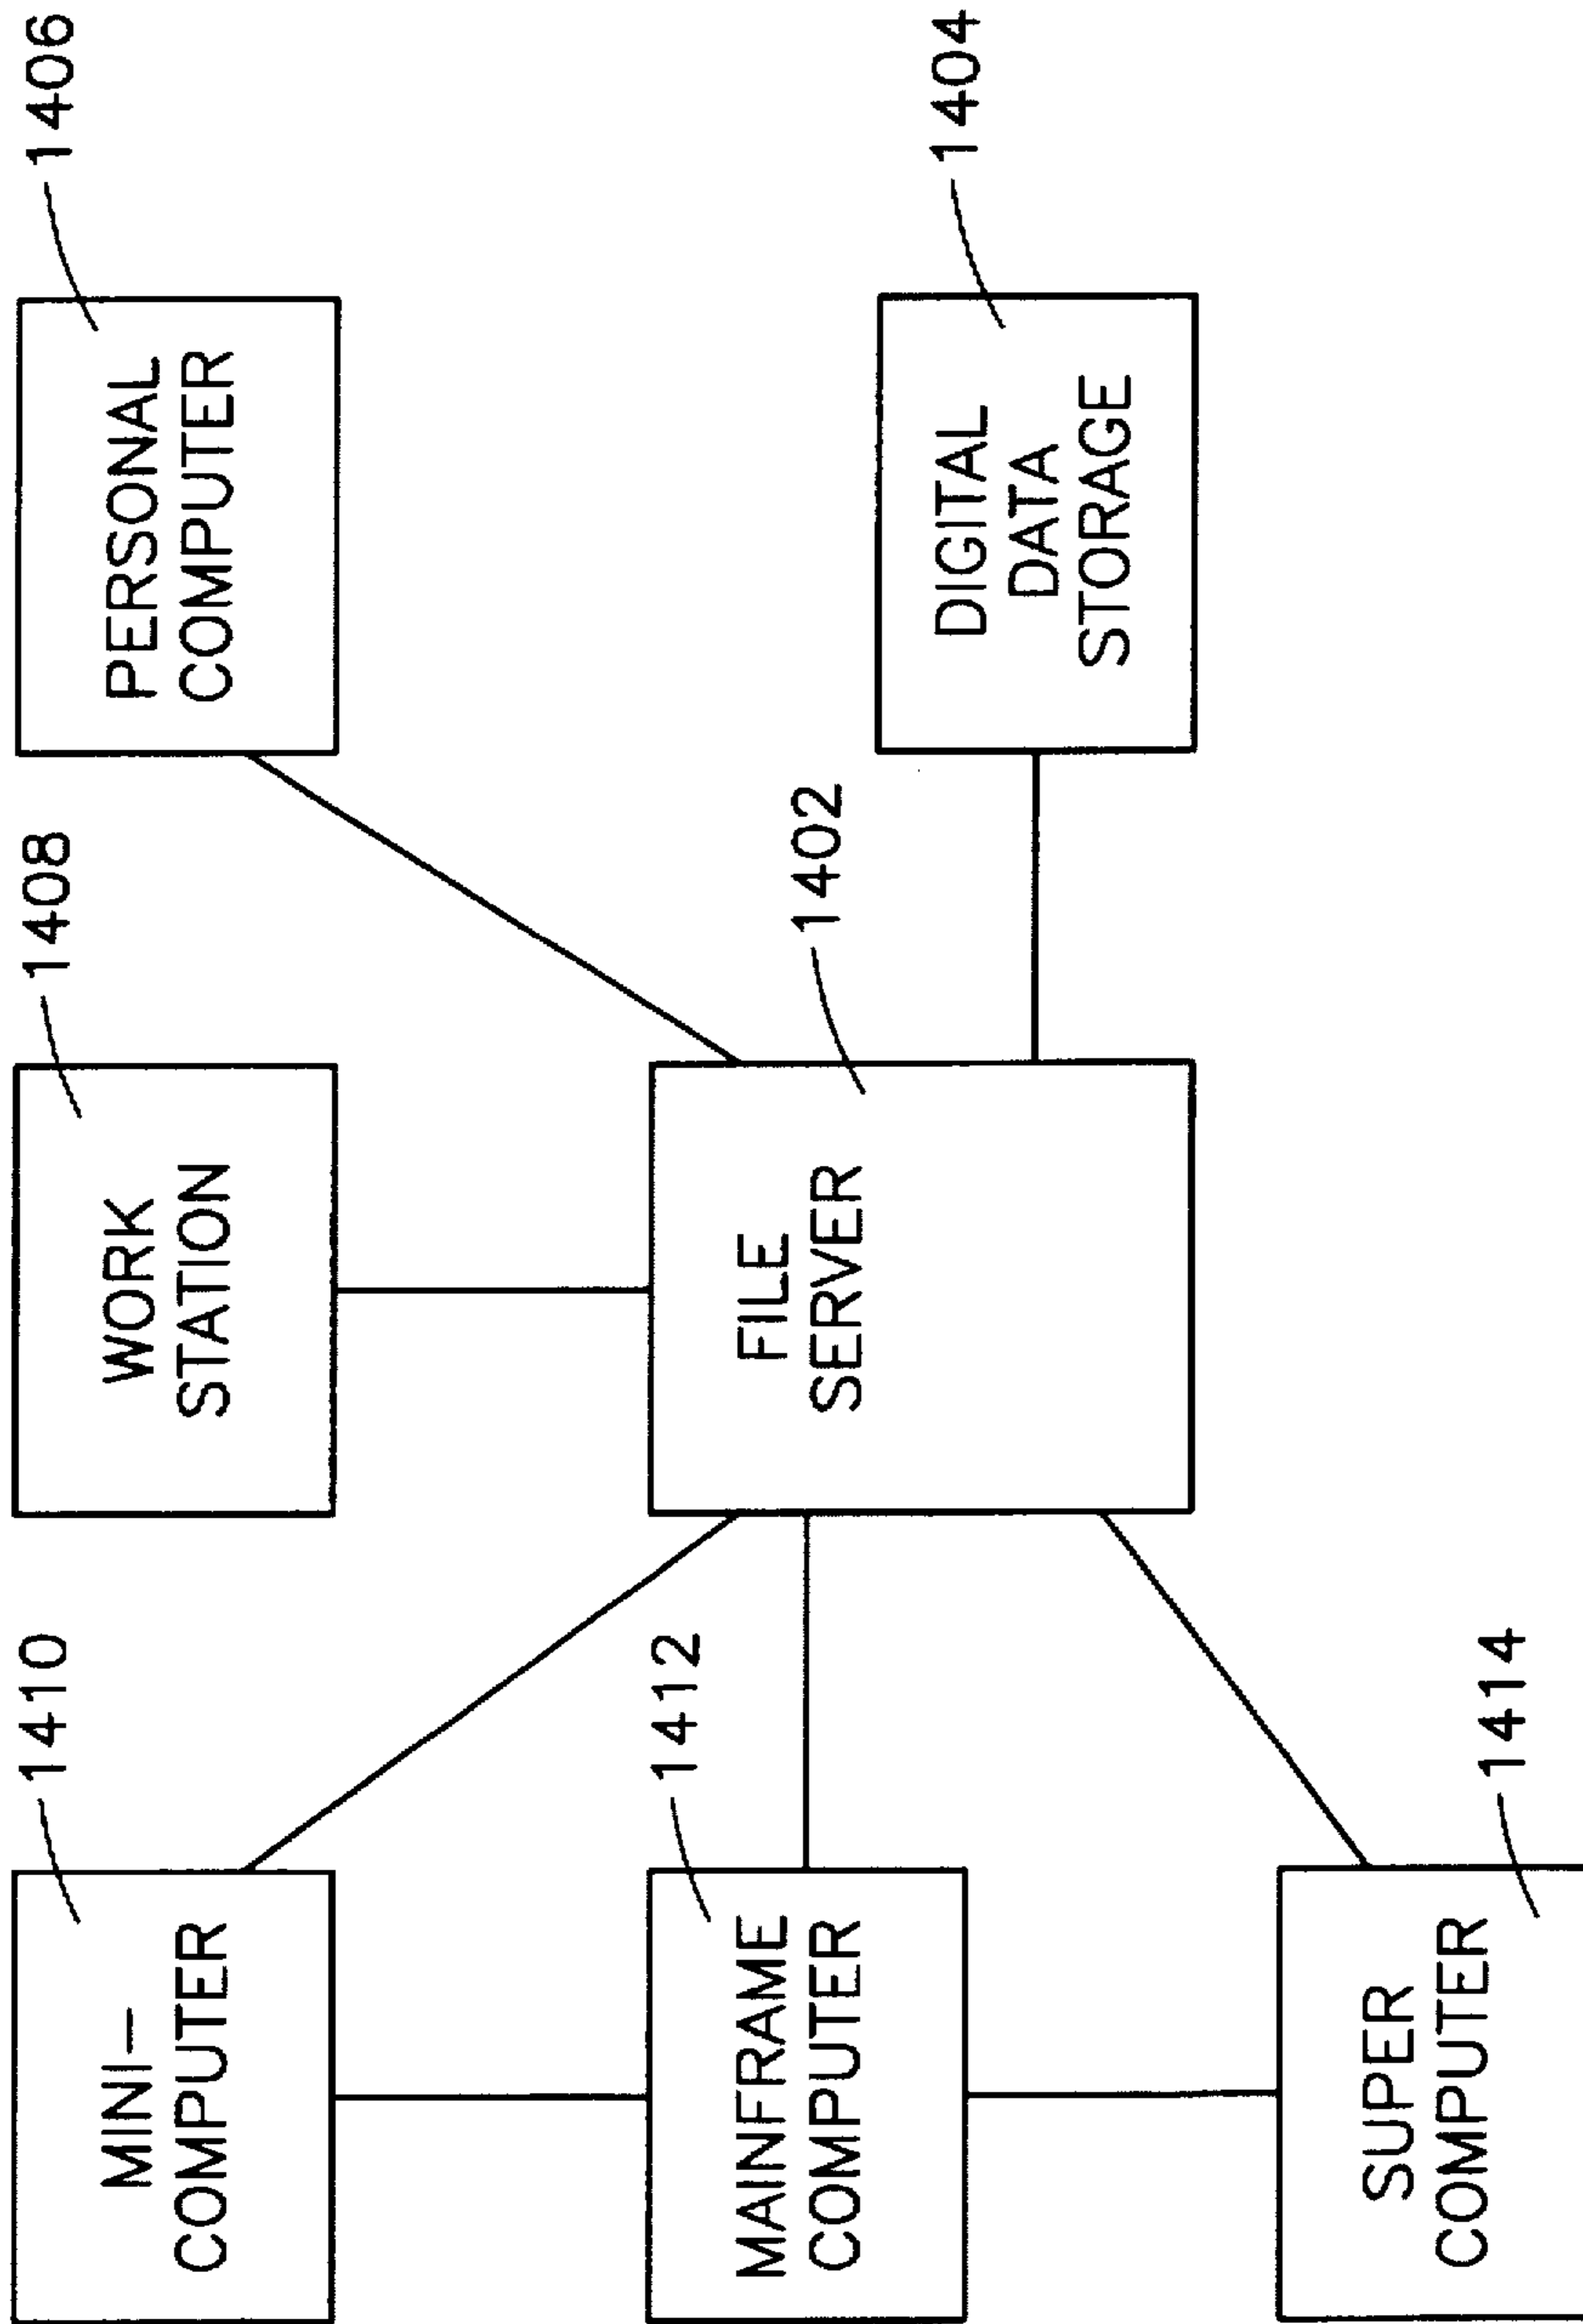 1410
MINI-
COMPUTER
1408
WORK
STATION
1406
PERSONAL
COMPUTER
1412
MAINFRAME
COMPUTER
1402
FILE
SERVER
1404
DIGITAL
DATA
STORAGE
1414
SUPER
COMPUTER